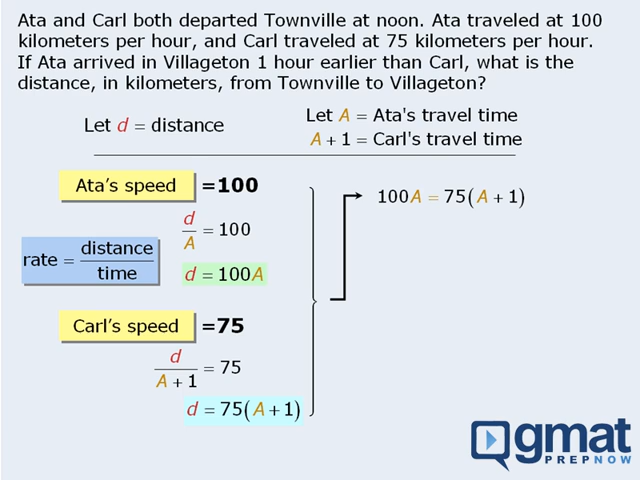 Ata and Carl both departed Townville at noon. Ata traveled at 100
kilometers per hour, and Carl traveled at 75 kilometers per hour.
If Ata arrived in Villageton 1 hour earlier than Carl, what is the
distance, in kilometers, from Townville to Villageton?
Let d = distance
Let A = Ata's travel time
A + 1 = Carl's travel time
Ata's speed =100
d/A = 100
rate = distance/time
d = 100A
Carl's speed =75
d/(A + 1) = 75
d = 75(A + 1)
100A = 75(A + 1)
gmat
PREPNOW